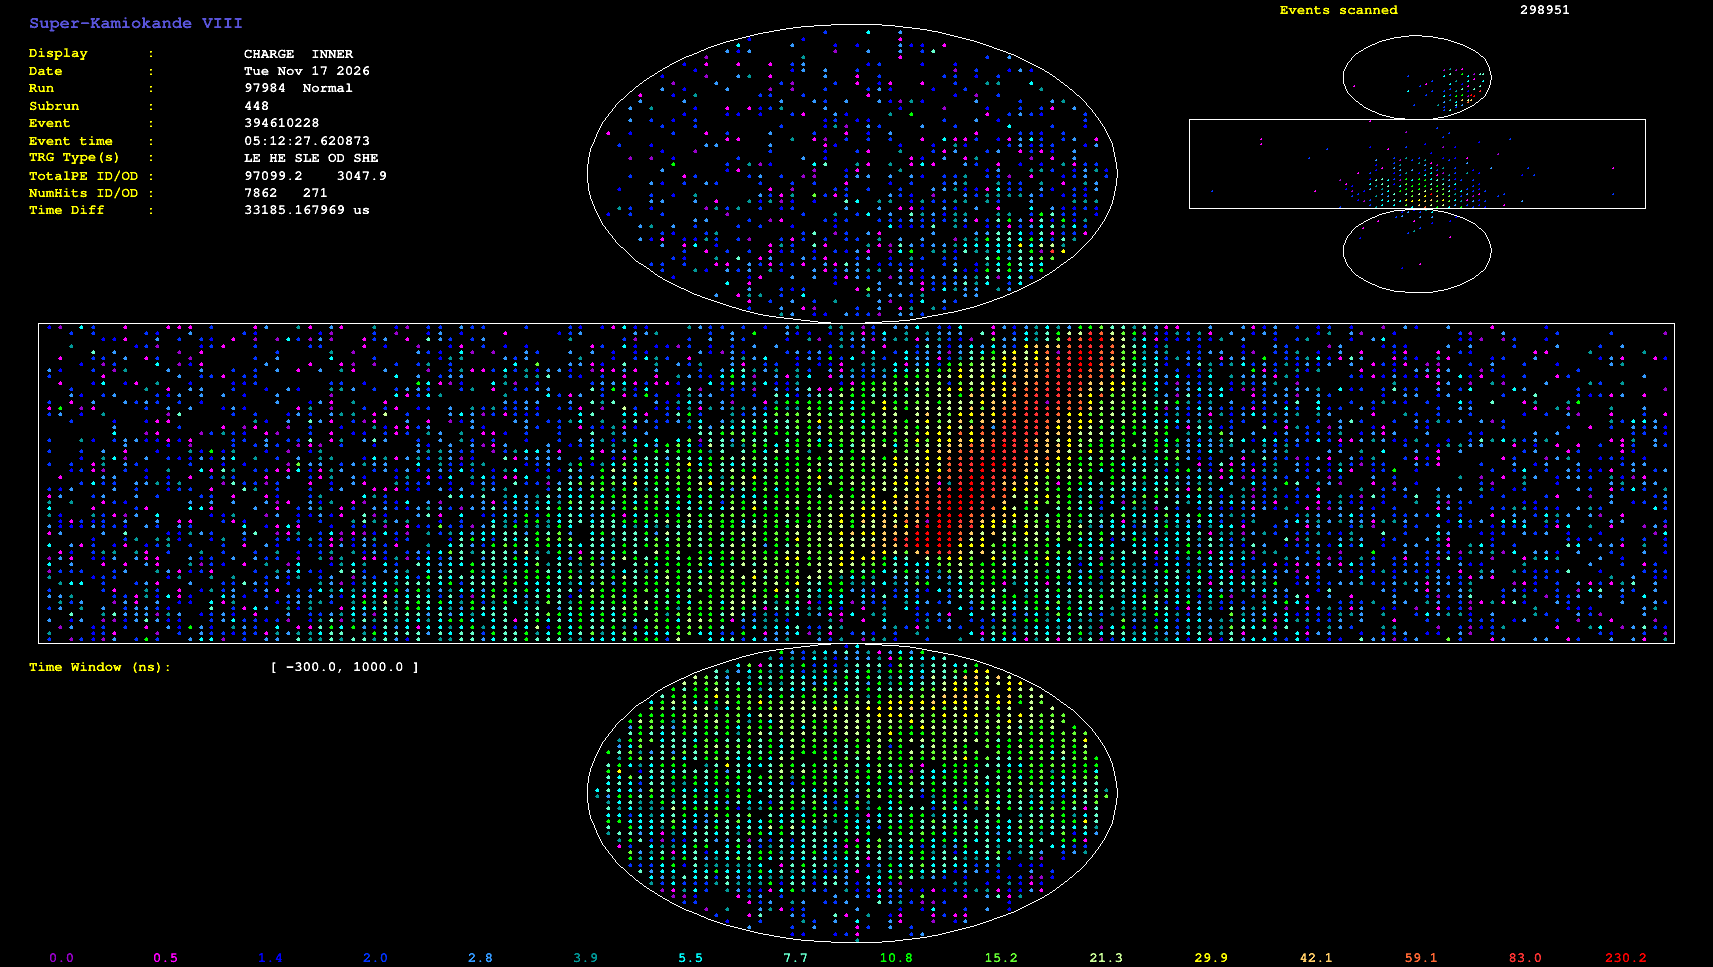 Super-Kamiokande VIII
Display : CHARGE INNER
Date : Tue Nov 17 2026
Run : 97984 Normal
Subrun : 448
Event : 394610228
Event time : 05:12:27.620873
TRG Type(s) : LE HE SLE OD SHE
TotalPE ID/OD : 97099.2 3047.9
NumHits ID/OD : 7862 271
Time Diff : 33185.167969 us
Events scanned 298951
Time Window (ns): [ -300.0, 1000.0 ]
0.0 0.5 1.4 2.0 2.8 3.9 5.5 7.7 10.8 15.2 21.3 29.9 42.1 59.1 83.0 230.2